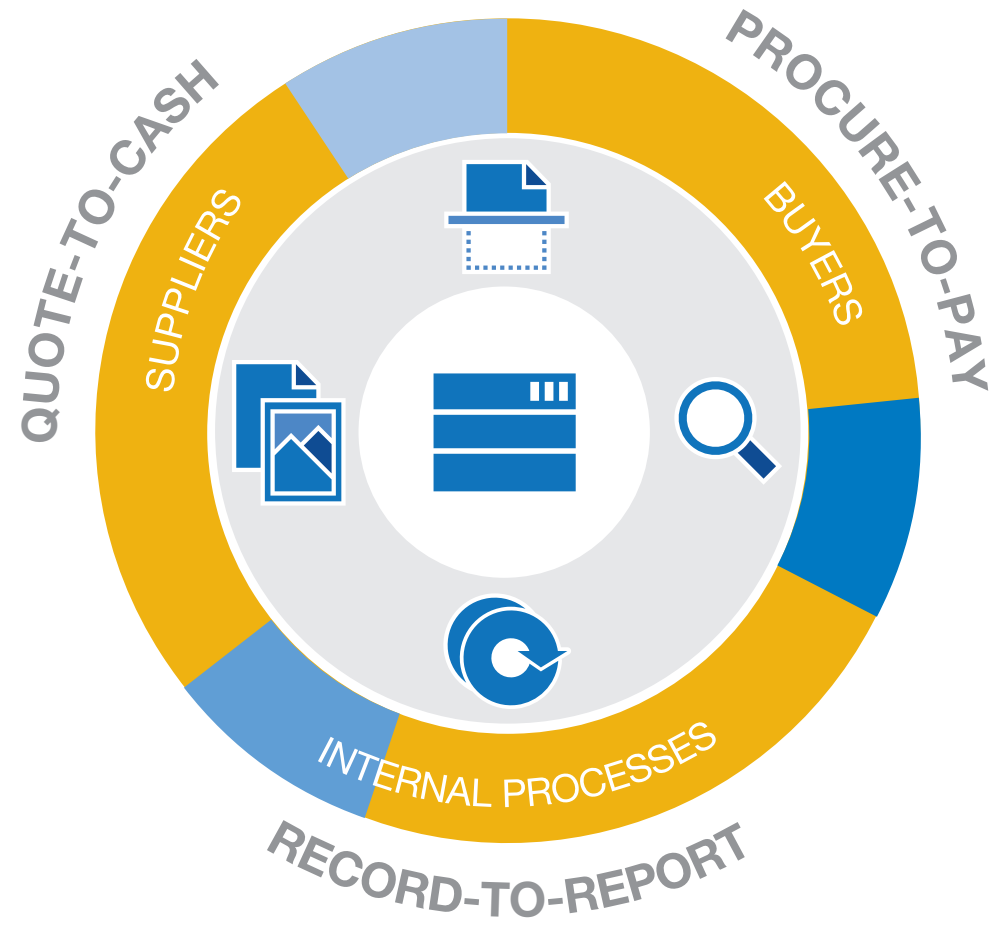 QUOTE-TO-CASH
PROCURE-TO-PAY
SUPPLIERS
BUYERS
INTERNAL PROCESSES
RECORD-TO-REPORT